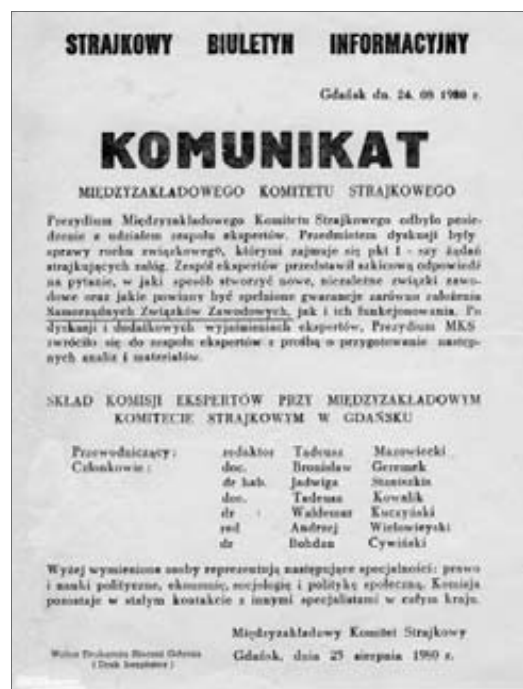 STRAJKOWY BIULETYN INFORMACYJNY
Gdańsk dn. 24. 08 1980 r.
KOMUNIKAT
MIĘDZYZAKŁADOWEGO KOMITETU STRAJKOWEGO
Prezydium Międzyzakładowego Komitetu Strajkowego odbyło posie-
dzenie z udziałem zespołu ekspertów. Przedmiotem dyskusji były
sprawy ruchu związkowego, którymi zajmuje się pkt 1 - szy żądań
strajkujących załóg. Zespół ekspertów przedstawił szkicową odpowiedź
na pytanie, w jaki sposób stworzyć nowe, niezależne związki zawo-
dowe oraz jakie powinny być spełnione gwarancje zarówno założenia
Samorządnych Związków Zawodowych, jak i ich funkcjonowania. Po
dyskusji i dodatkowych wyjaśnieniach ekspertów, Prezydium MKS
zwróciło się do zespołu ekspertów z prośbą o przygotowanie następ-
nych analiz i materiałów.
SKŁAD KOMISJI EKSPERTÓW PRZY MIĘDZYZAKŁADOWYM
KOMITECIE STRAJKOWYM W GDAŃSKU
Przewodniczący: redaktor Tadeusz Mazowiecki
Członkowie: doc. Bronisław Geremek
dr hab. Jadwiga Staniszkis
doc. Tadeusz Kowalik
dr Waldemar Kuczyński
red Andrzej Wielowieyski
dr Bohdan Cywiński
Wyżej wymienione osoby reprezentują następujące specjalności: prawo
i nauki polityczne, ekonomię, socjologię i politykę społeczną. Komisja
pozostaje w stałym kontakcie z innymi specjalistami w całym kraju.
Międzyzakładowy Komitet Strajkowy
Wolna Drukarnia Stoczni Gdynia
(Druk bezpłatny)
Gdańsk, dnia 25 sierpnia 1980 r.